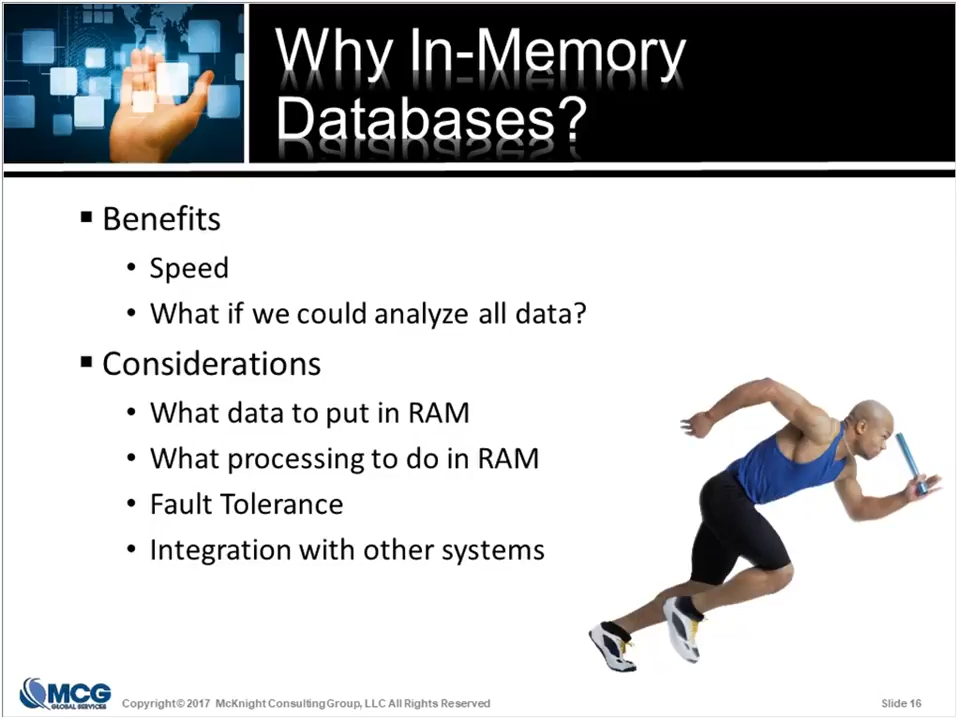 Why In-Memory
Databases?
▪ Benefits
• Speed
• What if we could analyze all data?
▪ Considerations
• What data to put in RAM
• What processing to do in RAM
• Fault Tolerance
• Integration with other systems
MCG
GLOBAL SERVICES
Copyright© 2017 McKnight Consulting Group, LLC All Rights Reserved
Slide 16